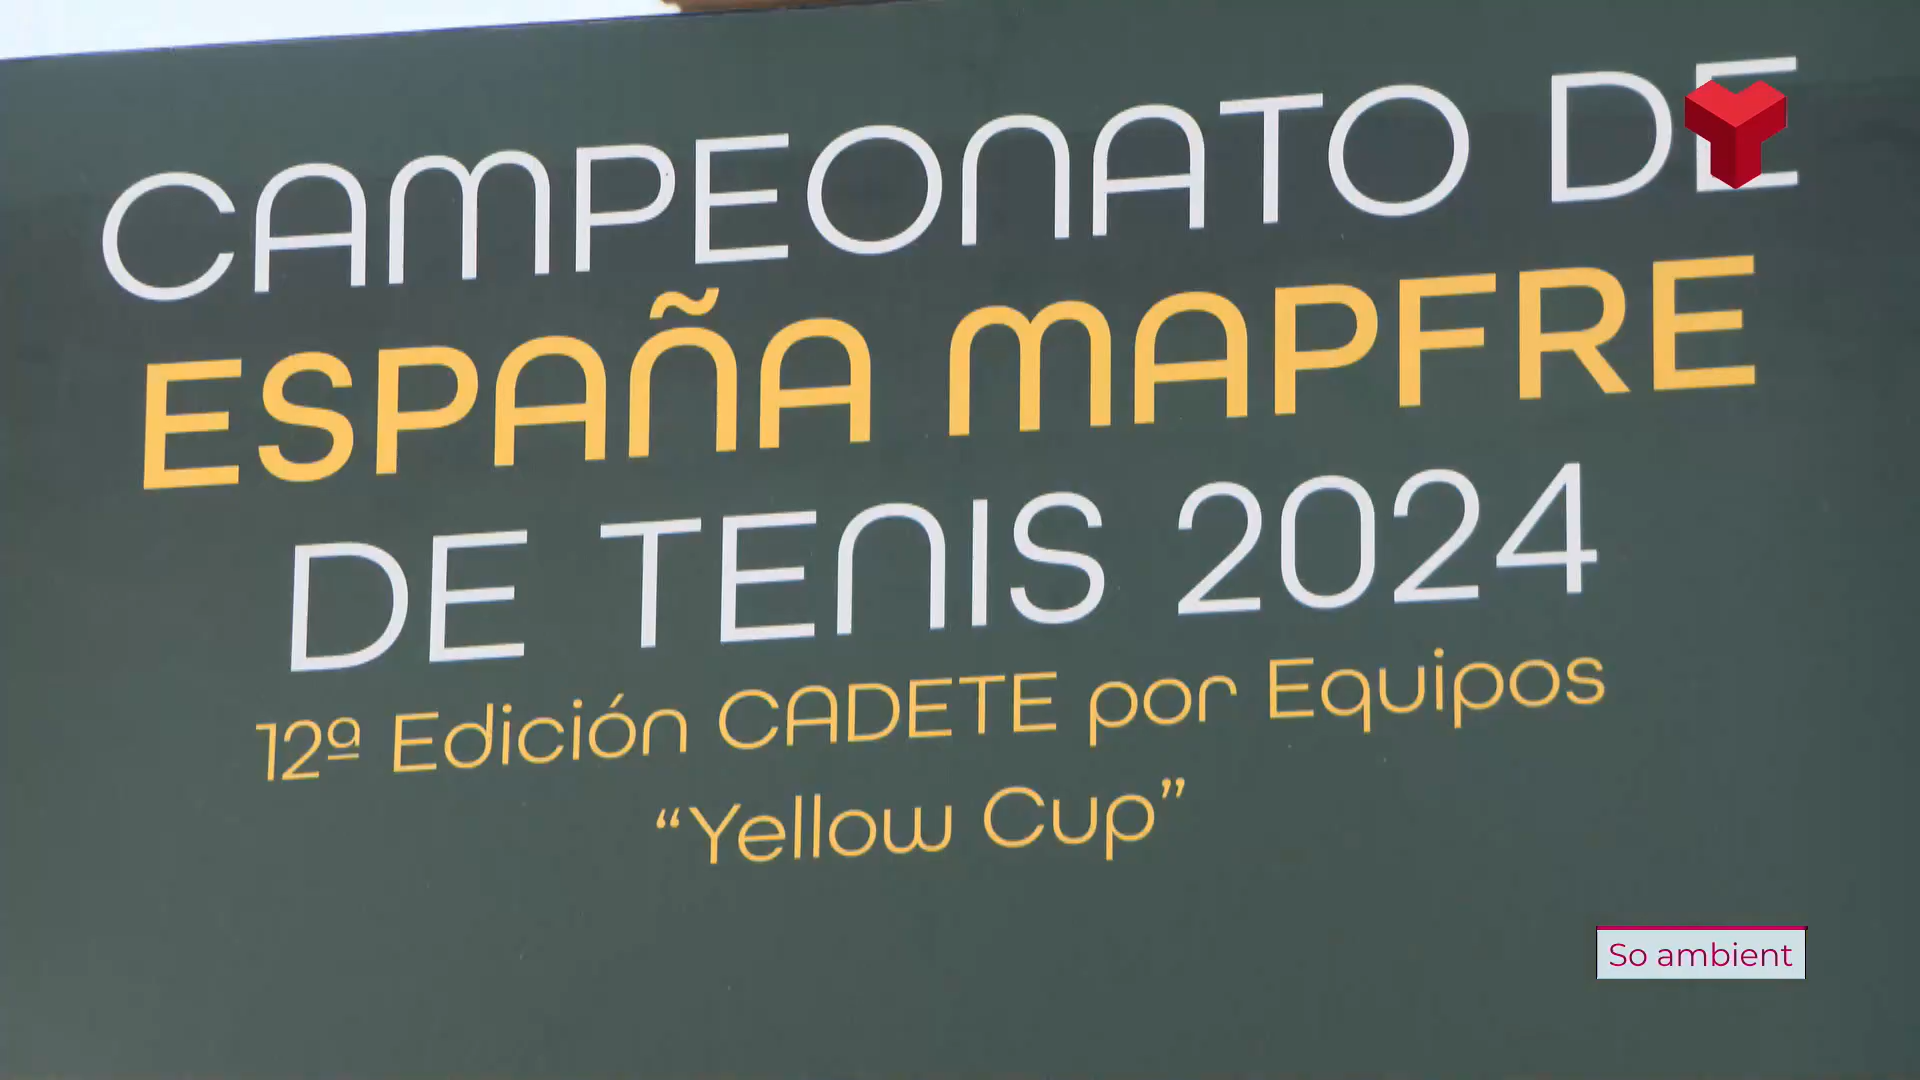 CAMPEONATO DE
ESPAÑA MAPFRE
DE TENIS 2024
12ª Edición CADETE por Equipos
“Yellow Cup”
So ambient